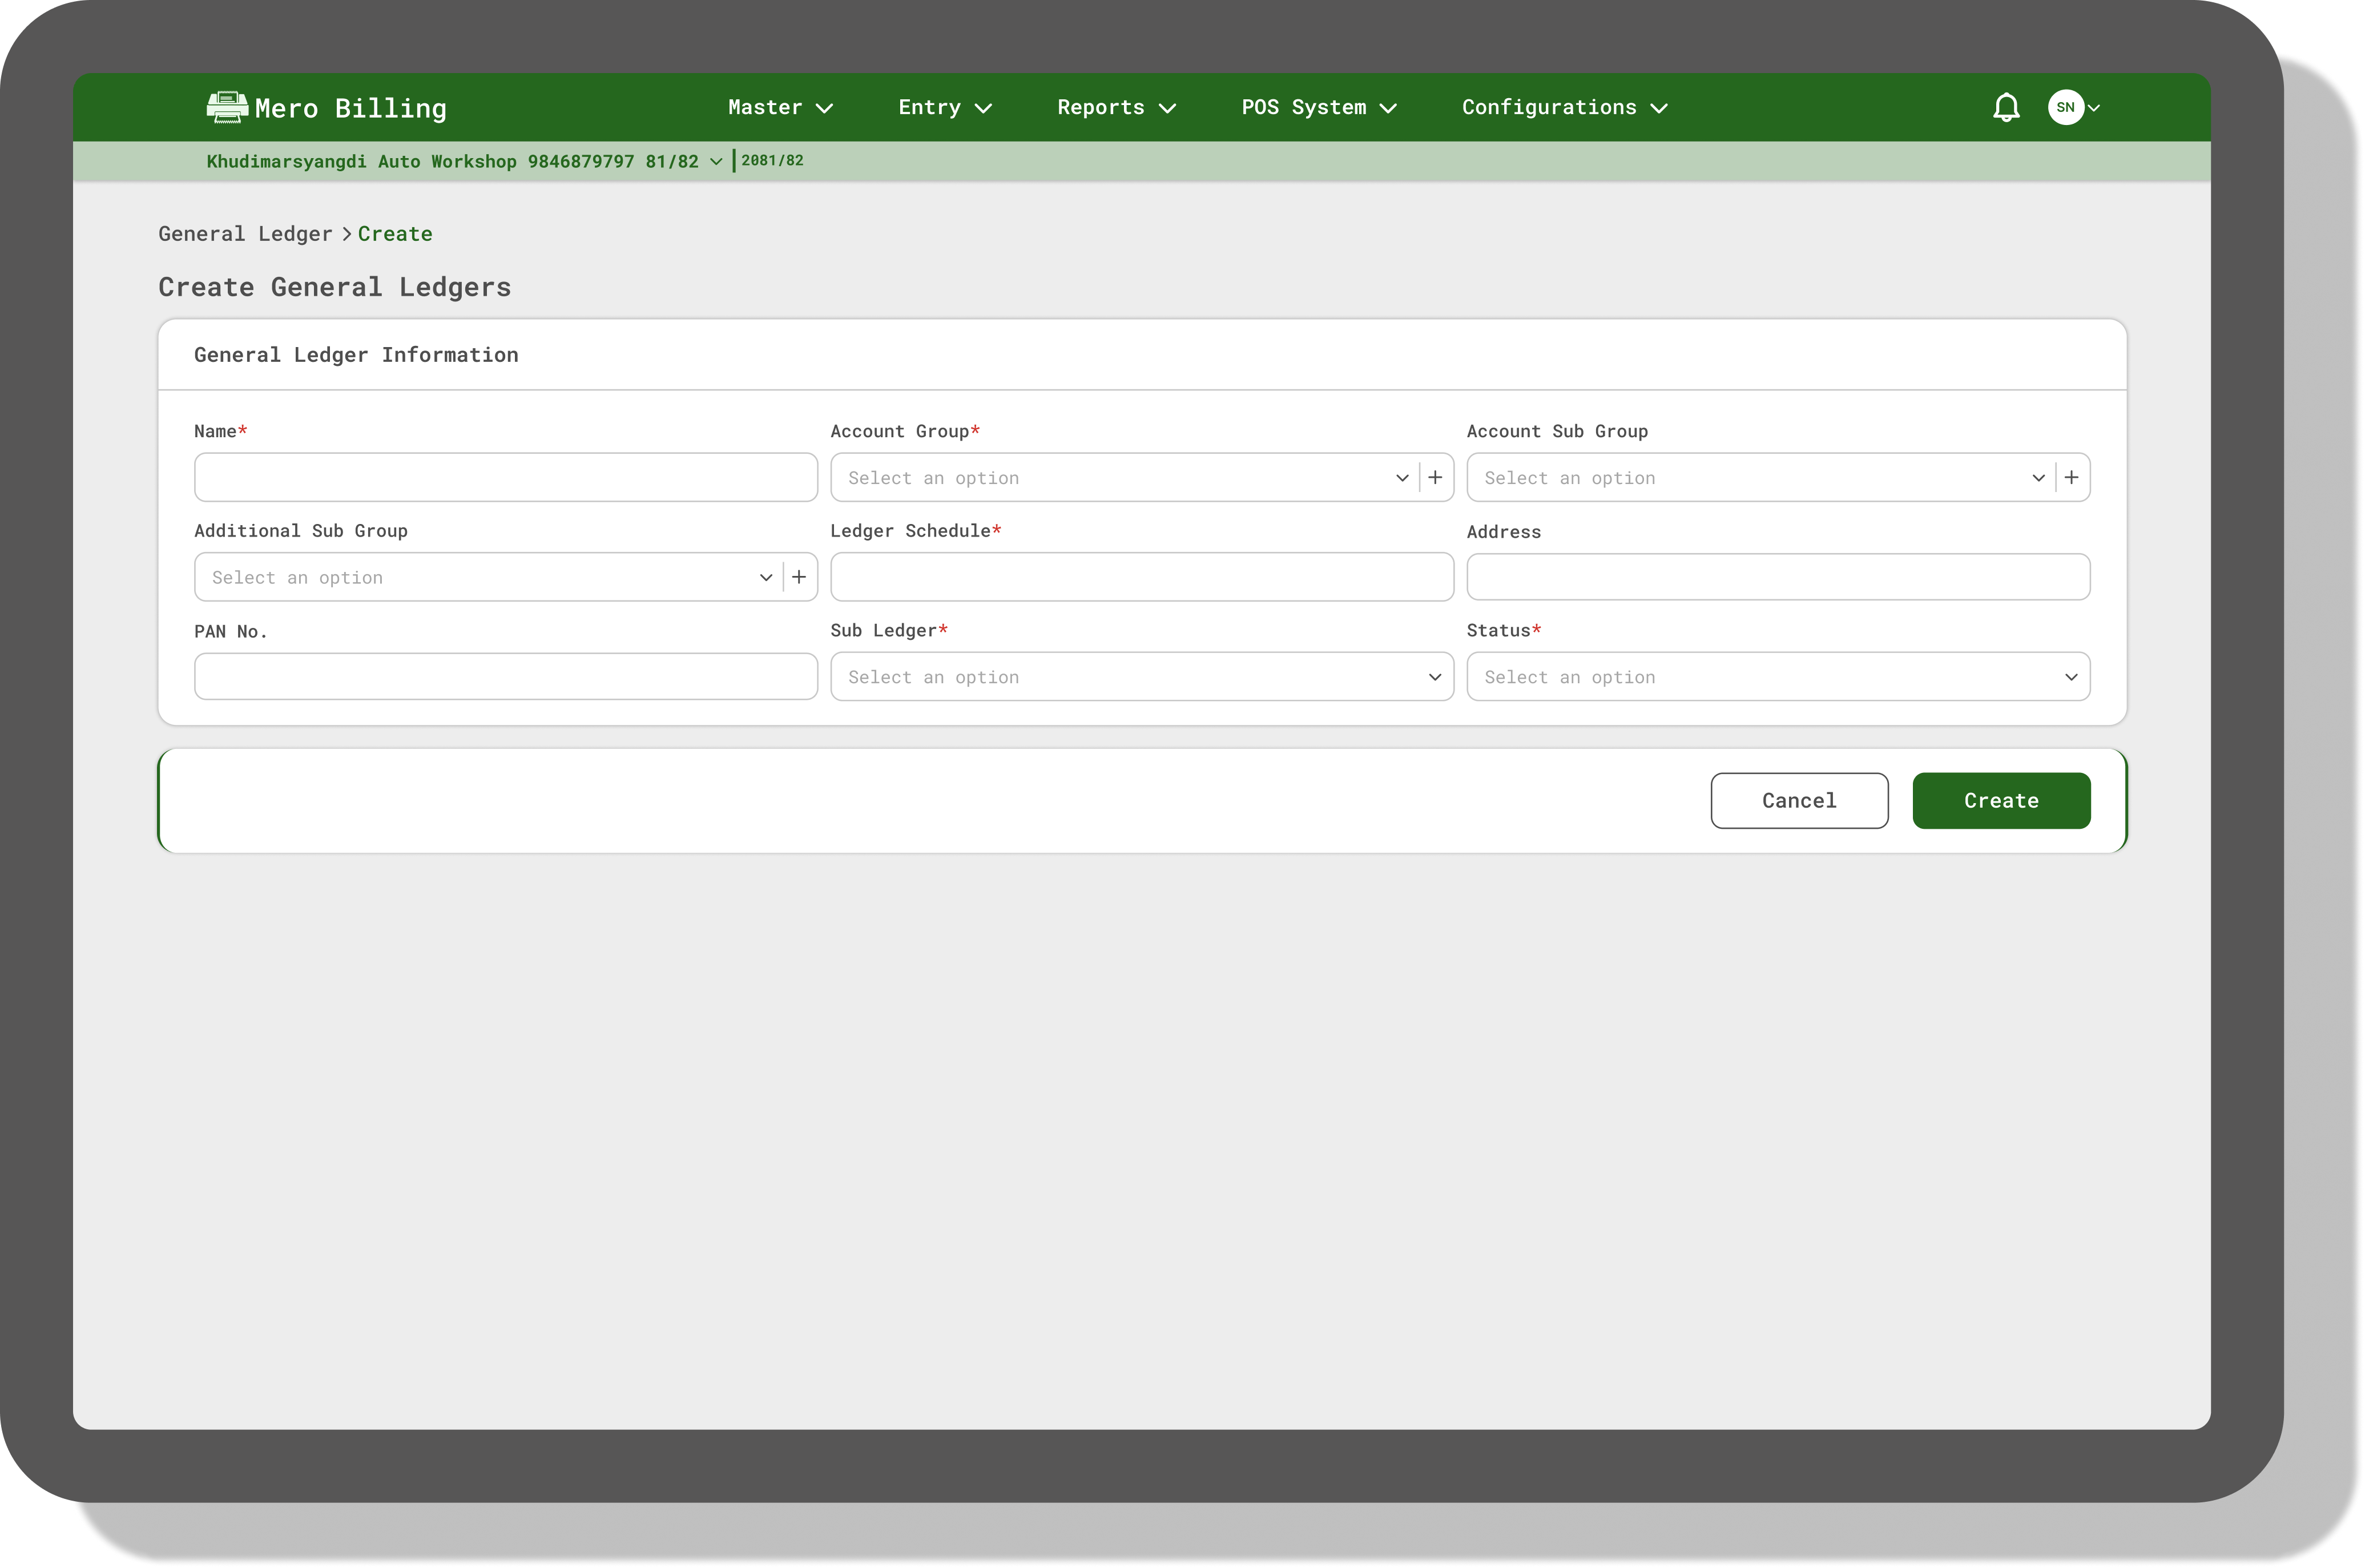 Mero Billing Master Entry Reports POS System Configurations SN
Khudimarsyangdi Auto Workshop 9846879797 81/82 2081/82
General Ledger > Create
Create General Ledgers
General Ledger Information
Name* Account Group* Account Sub Group
Select an option + Select an option +
Additional Sub Group Ledger Schedule* Address
Select an option +
PAN No. Sub Ledger* Status*
Select an option Select an option
Cancel Create